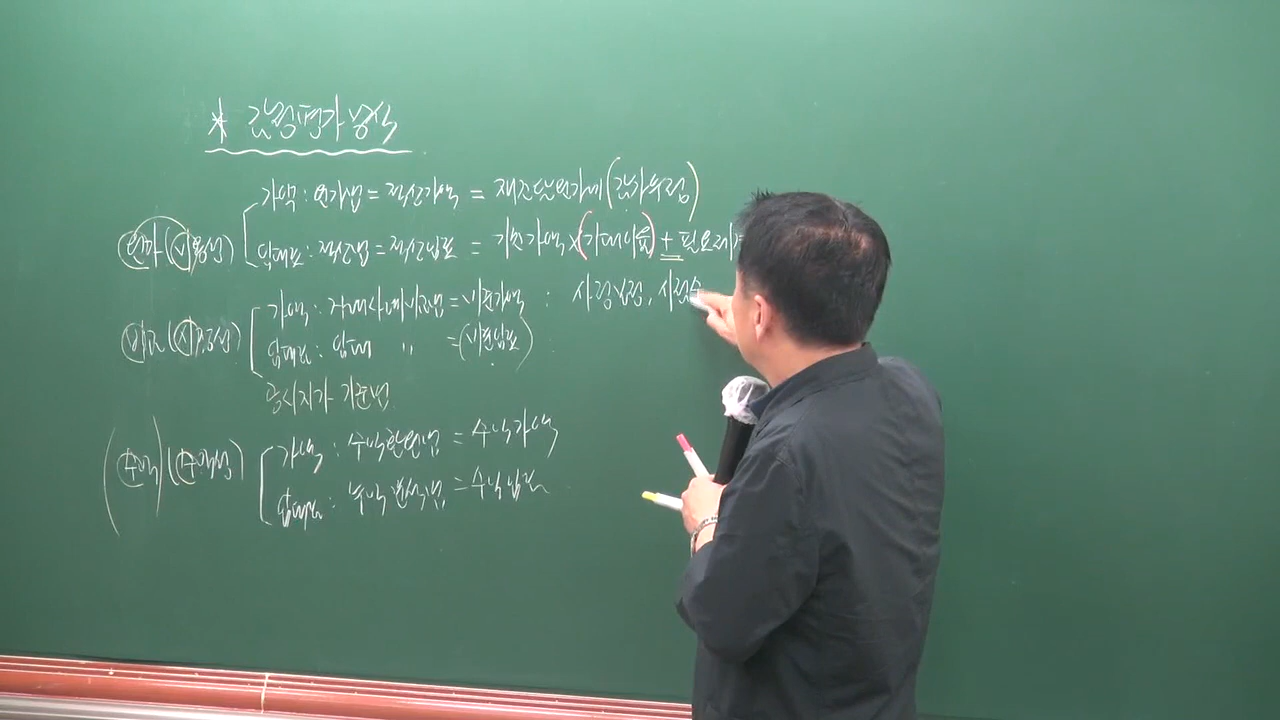 * 감정평가방식
가액 : 원가법 = 적산가액 = 재조달원가에 (감가수정)
원가 (비용성) 임대료 : 적산법 = 적산임료 = 기초가액 × (기대이율) ± 필요제경
가액 : 거래사례비교법 = 비준가액 : 사정보정, 시점수
비교 (시장성) 임대료 : 임대 〃 = (비준임료)
공시지가 기준법
가액 : 수익환원법 = 수익가액
(수익) (수익성) 임대료 : 수익분석법 = 수익임료